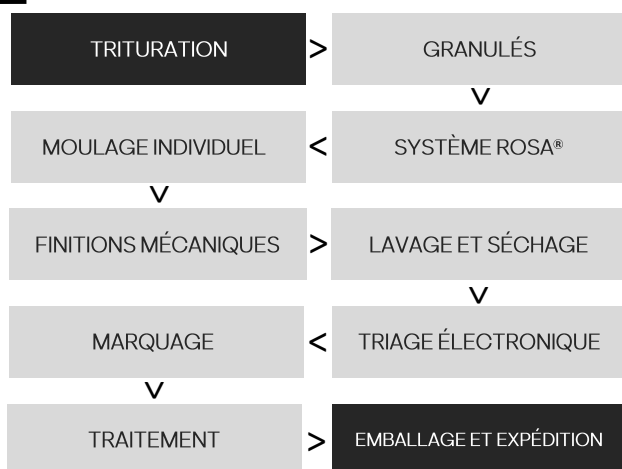 TRITURATION > GRANULÉS
V
MOULAGE INDIVIDUEL < SYSTÈME ROSA®
V
FINITIONS MÉCANIQUES > LAVAGE ET SÉCHAGE
V
MARQUAGE < TRIAGE ÉLECTRONIQUE
V
TRAITEMENT > EMBALLAGE ET EXPÉDITION